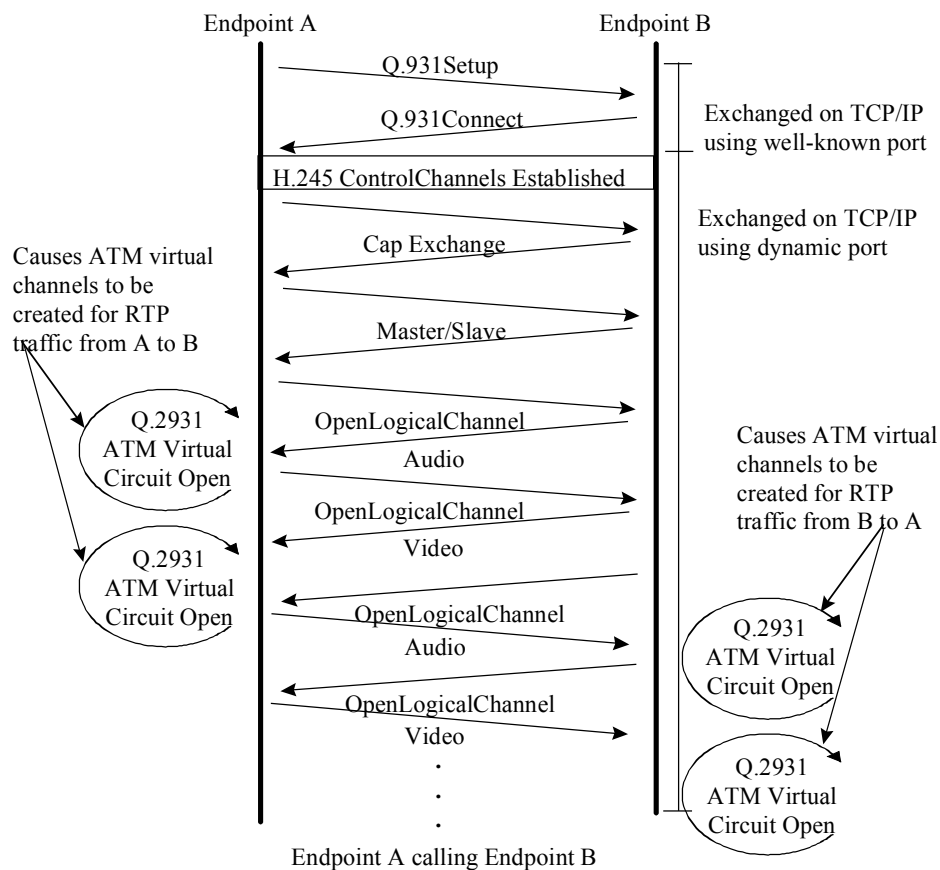 Endpoint A
Endpoint B
Q.931Setup
Q.931Connect
Exchanged on TCP/IP
using well-known port
H.245 ControlChannels Established
Exchanged on TCP/IP
using dynamic port
Cap Exchange
Causes ATM virtual
channels to be
created for RTP
traffic from A to B
Master/Slave
Q.2931
ATM Virtual
Circuit Open
OpenLogicalChannel
Audio
Causes ATM virtual
channels to be
created for RTP
traffic from B to A
OpenLogicalChannel
Video
Q.2931
ATM Virtual
Circuit Open
OpenLogicalChannel
Audio
Q.2931
ATM Virtual
Circuit Open
OpenLogicalChannel
Video
Q.2931
ATM Virtual
Circuit Open
Endpoint A calling Endpoint B